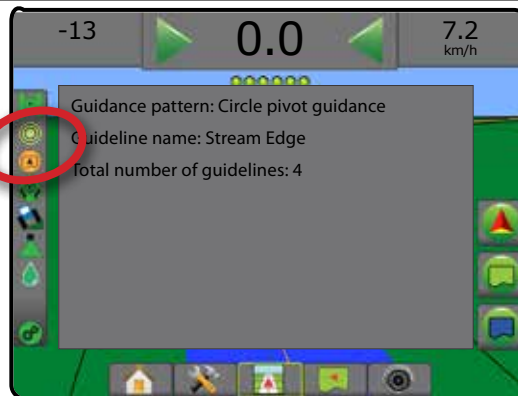 -13
0.0
7.2
km/h
Guidance pattern: Circle pivot guidance
Guideline name: Stream Edge
Total number of guidelines: 4